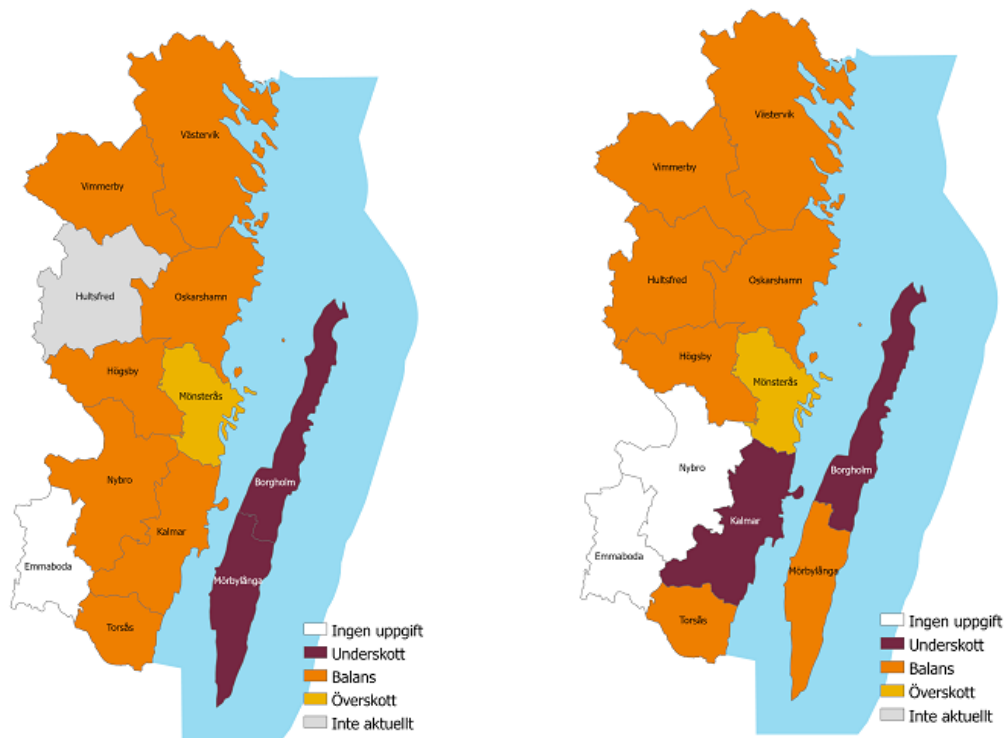 Västervik
Vimmerby
Hultsfred
Oskarshamn
Högsby
Mönsterås
Nybro
Borgholm
Kalmar
Emmaboda
Mörbylånga
Torsås
Ingen uppgift
Underskott
Balans
Överskott
Inte aktuellt
Västervik
Vimmerby
Hultsfred
Oskarshamn
Högsby
Mönsterås
Nybro
Borgholm
Kalmar
Emmaboda
Mörbylånga
Torsås
Ingen uppgift
Underskott
Balans
Överskott
Inte aktuellt